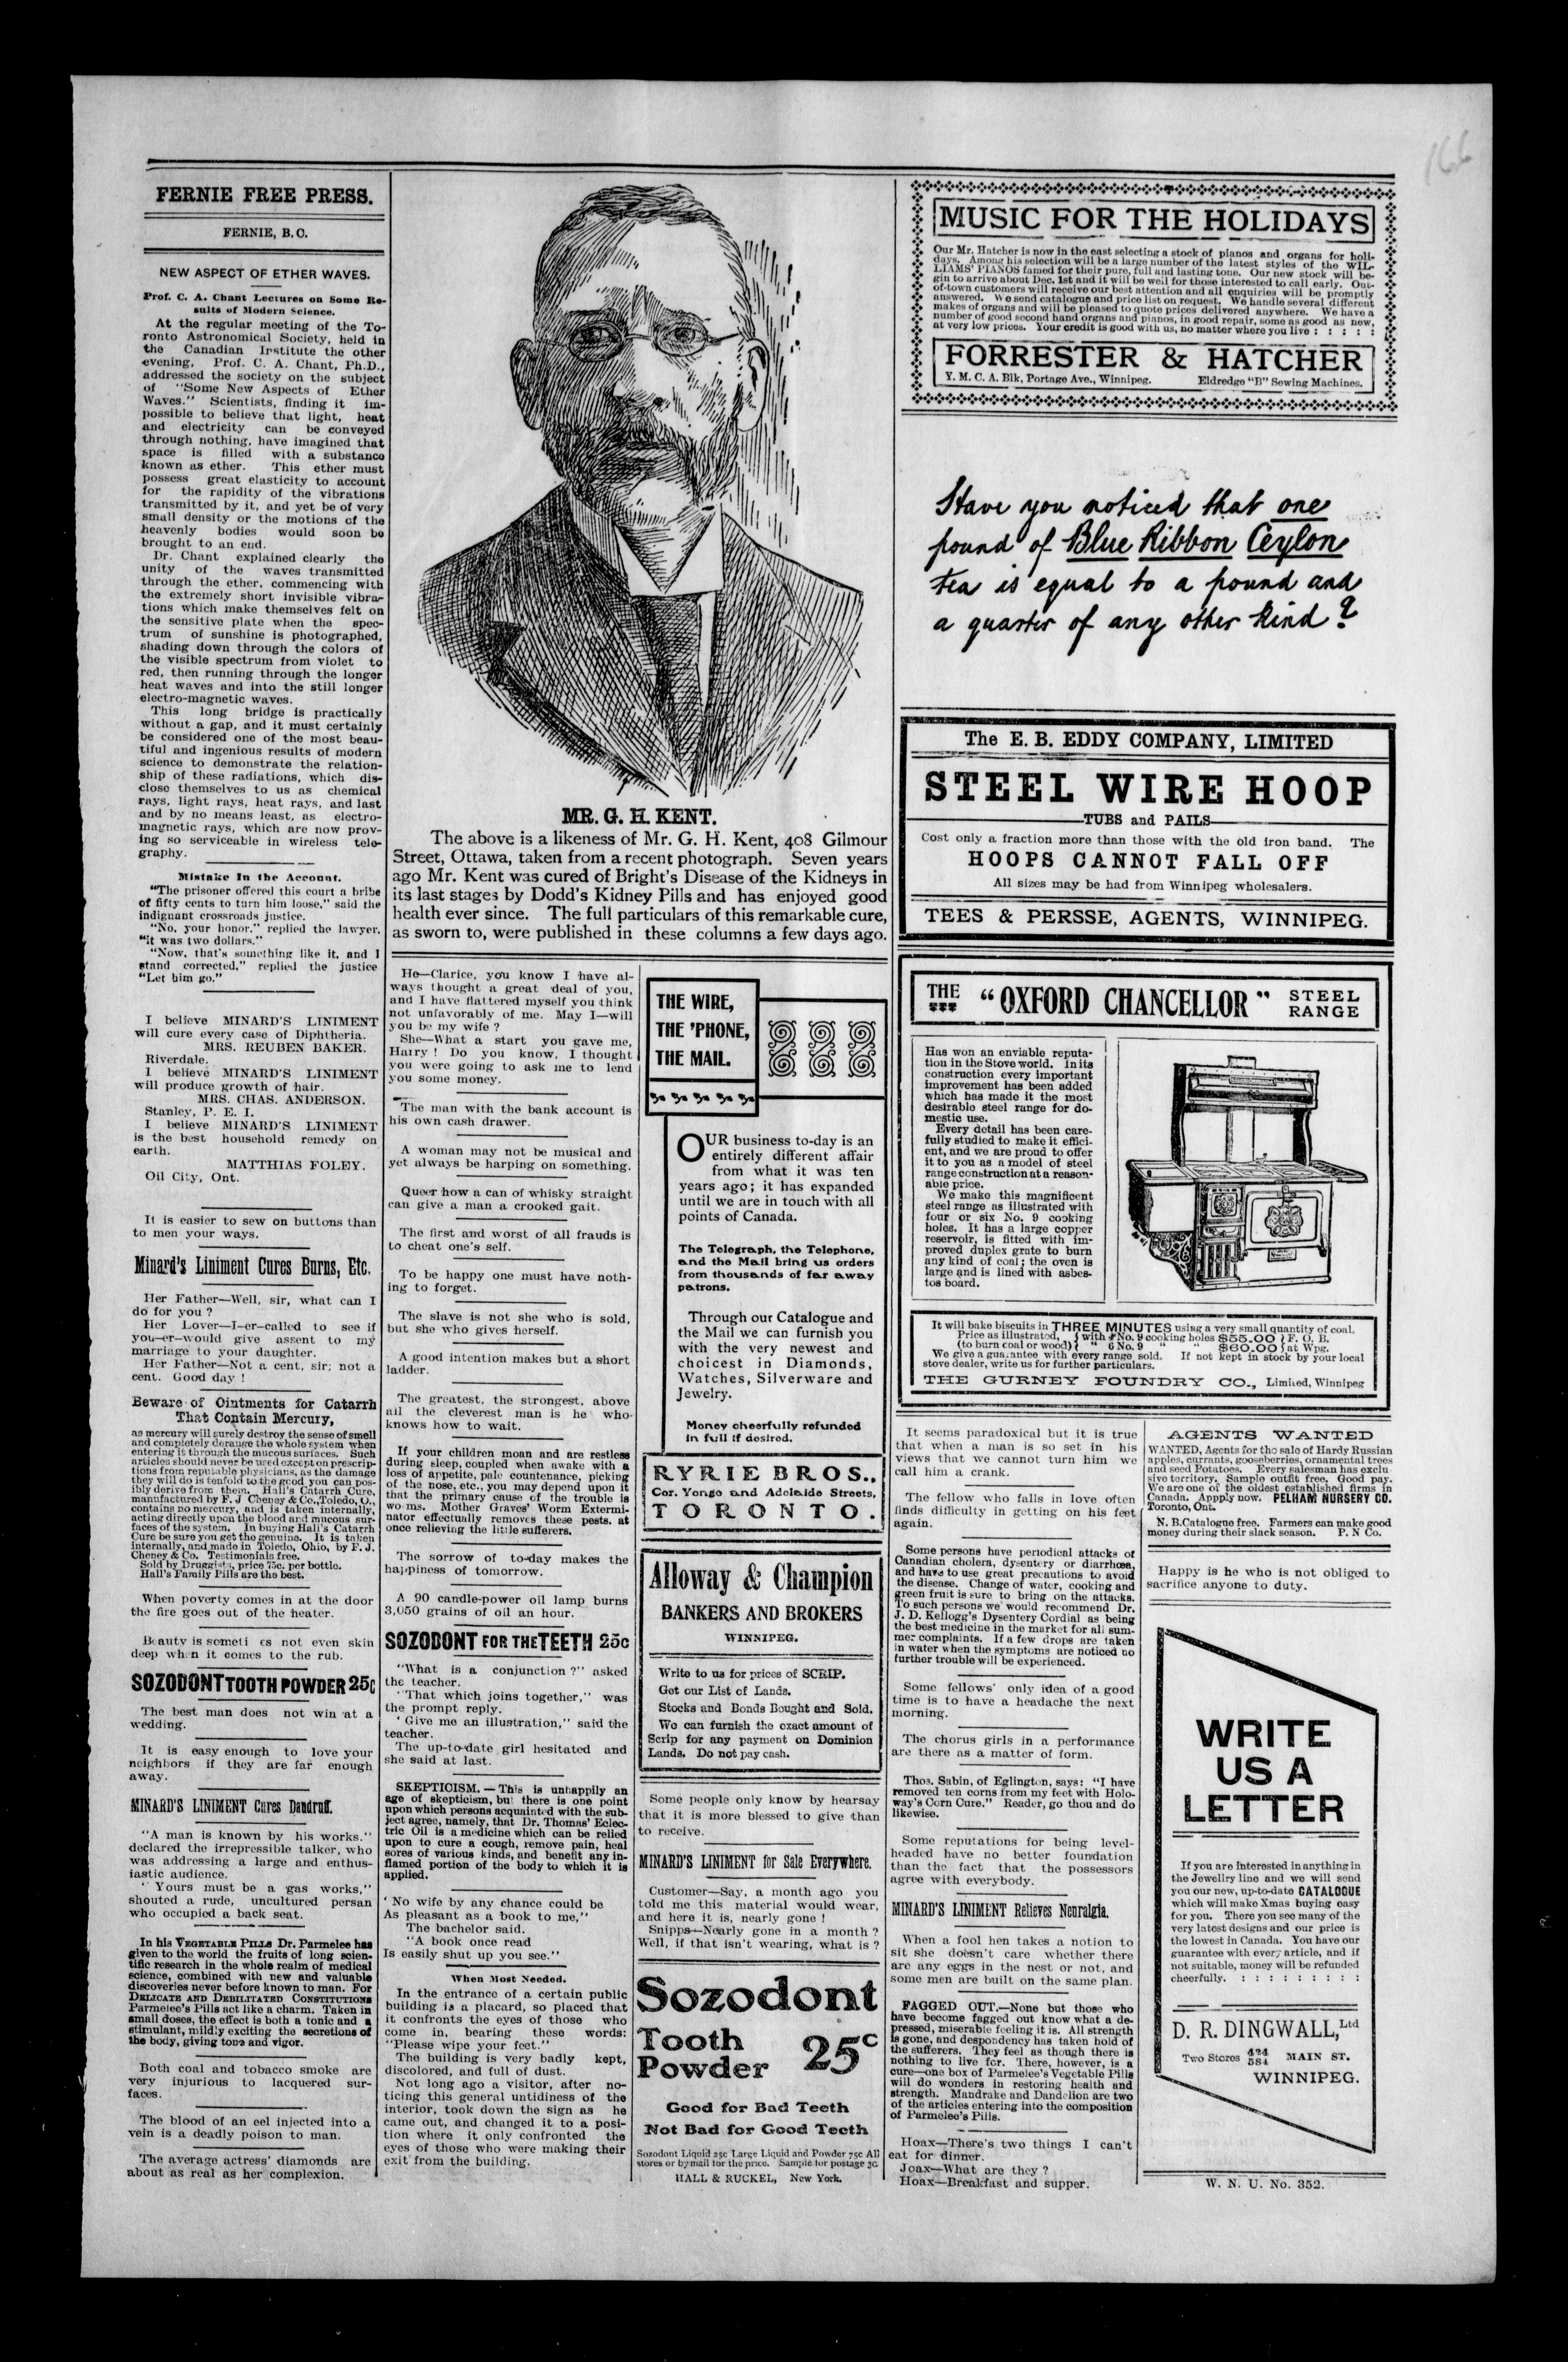 166
FERNIE FREE PRESS.
FERNIE, B.C.
NEW ASPECT OF ETHER WAVES.
Prof. C. A. Chant Lectures on Some Re-
sults of Modern Science.
At the regular meeting of the To-
ronto Astronomical Society, held in
the Canadian Institute the other
evening, Prof. C. A. Chant, Ph.D.,
addressed the society on the subject
of "Some New Aspects of Ether
Waves." Scientists, finding it im-
possible to believe that light, heat
and electricity can be conveyed
through nothing, have imagined that
space is filled with a substance
known as ether. This ether must
possess great elasticity to account
for the rapidity of the vibrations
transmitted by it, and yet be of very
small density or the motions of the
heavenly bodies would soon be
brought to an end.
Dr. Chant explained clearly the
unity of the waves transmitted
through the ether, commencing with
the extremely short invisible vibra-
tions which make themselves felt on
the sensitive plate when the spec-
trum of sunshine is photographed,
shading down through the colors of
the visible spectrum from violet to
red, then running through the longer
heat waves and into the still longer
electro-magnetic waves.
This long bridge is practically
without a gap, and it must certainly
be considered one of the most beau-
tiful and ingenious results of modern
science to demonstrate the relation-
ship of these radiations, which dis-
close themselves to us as chemical
rays, light rays, heat rays, and last
and by no means least, as electro-
magnetic rays, which are now prov-
ing so serviceable in wireless tele-
graphy.
Mistake In the Account.
"The prisoner offered this court a bribe
of fifty cents to turn him loose," said the
indignant crossroads justice.
"No, your honor," replied the lawyer,
"it was two dollars."
"Now, that's something like it, and I
stand corrected," replied the justice
"Let him go."
I believe MINARD'S LINIMENT
will cure every case of Diphtheria.
MRS. REUBEN BAKER.
Riverdale.
I believe MINARD'S LINIMENT
will produce growth of hair.
MRS. CHAS. ANDERSON.
Stanley, P. E. I.
I believe MINARD'S LINIMENT
is the best household remedy on
earth.
MATTHIAS FOLEY.
Oil City, Ont.
It is easier to sew on buttons than
to men your ways.
Minard's Liniment Cures Burns, Etc.
Her Father—Well, sir, what can I
do for you ?
Her Lover—I-er-called to see if
you-er-would give assent to my
marriage to your daughter.
Her Father—Not a cent, sir; not a
cent. Good day !
Beware of Ointments for Catarrh
That Contain Mercury,
as mercury will surely destroy the sense of smell
and completely derange the whole system when
entering it through the mucous surfaces. Such
articles should never be used except on prescrip-
tions from reputable physicians, as the damage
they will do is tenfold to the good you can pos-
ibly derive from them. Hall's Catarrh Cure,
manufactured by F. J Cheney & Co.,Toledo, O.,
contains no mercury, and is taken internally,
acting directly upon the blood and mucous sur-
faces of the system. In buying Hall's Catarrh
Cure be sure you get the genuine. It is taken
internally, and made in Toledo, Ohio, by F. J.
Cheney & Co. Testimonials free.
Sold by Druggists, price 75c. per bottle.
Hall's Family Pills are the best.
When poverty comes in at the door
the fire goes out of the heater.
Beauty is someti es not even skin
deep when it comes to the rub.
SOZODONT TOOTH POWDER 25c
The best man does not win at a
wedding.
It is easy enough to love your
neighbors if they are far enough
away.
MINARD'S LINIMENT Cures Dandruff.
"A man is known by his works."
declared the irrepressible talker, who
was addressing a large and enthus-
iastic audience.
"Yours must be a gas works,"
shouted a rude, uncultured persan
who occupied a back seat.
In his VEGETABLE PILLS Dr. Parmelee has
given to the world the fruits of long scien-
tific research in the whole realm of medical
science, combined with new and valuable
discoveries never before known to man. For
DELICATE AND DEBILITATED CONSTITUTIONS
Parmelee's Pills act like a charm. Taken in
small doses, the effect is both a tonic and a
stimulant, mildly exciting the secretions of
the body, giving tone and vigor.
Both coal and tobacco smoke are
very injurious to lacquered sur-
faces.
The blood of an eel injected into a
vein is a deadly poison to man.
The average actress' diamonds are
about as real as her complexion.
MR. G. H. KENT.
The above is a likeness of Mr. G. H. Kent, 408 Gilmour
Street, Ottawa, taken from a recent photograph. Seven years
ago Mr. Kent was cured of Bright's Disease of the Kidneys in
its last stages by Dodd's Kidney Pills and has enjoyed good
health ever since. The full particulars of this remarkable cure,
as sworn to, were published in these columns a few days ago.
He—Clarice, you know I have al-
ways thought a great deal of you,
and I have flattered myself you think
not unfavorably of me. May I—will
you be my wife ?
She—What a start you gave me,
Harry ! Do you know, I thought
you were going to ask me to lend
you some money.
The man with the bank account is
his own cash drawer.
A woman may not be musical and
yet always be harping on something.
Queer how a can of whisky straight
can give a man a crooked gait.
The first and worst of all frauds is
to cheat one's self.
To be happy one must have noth-
ing to forget.
The slave is not she who is sold,
but she who gives herself.
A good intention makes but a short
ladder.
The greatest, the strongest, above
all the cleverest man is he who
knows how to wait.
If your children moan and are restless
during sleep, coupled when awake with a
loss of appetite, pale countenance, picking
of the nose, etc., you may depend upon it
that the primary cause of the trouble is
wo ms. Mother Graves' Worm Extermi-
nator effectually removes these pests, at
once relieving the little sufferers.
The sorrow of to-day makes the
happiness of tomorrow.
A 90 candle-power oil lamp burns
3,050 grains of oil an hour.
SOZODONT FOR THE TEETH 25c
"What is a conjunction ?" asked
the teacher.
"That which joins together," was
the prompt reply.
'Give me an illustration," said the
teacher.
The up-to-date girl hesitated and
she said at last.
SKEPTICISM.—This is unhappily an
age of skepticism, but there is one point
upon which persons acquainted with the sub-
ject agree, namely, that Dr. Thomas' Eclec-
tric Oil is a medicine which can be relied
upon to cure a cough, remove pain, heal
sores of various kinds, and benefit any in-
flamed portion of the body to which it is
applied.
'No wife by any chance could be
As pleasant as a book to me,"
The bachelor said.
"A book once read
Is easily shut up you see."
When Most Needed.
In the entrance of a certain public
building is a placard, so placed that
it confronts the eyes of those who
come in, bearing these words:
"Please wipe your feet."
The building is very badly kept,
discolored, and full of dust.
Not long ago a visitor, after no-
ticing this general untidiness of the
interior, took down the sign as he
came out, and changed it to a posi-
tion where it only confronted the
eyes of those who were making their
exit from the building.
THE WIRE,
THE 'PHONE,
THE MAIL.
OUR business to-day is an
entirely different affair
from what it was ten
years ago; it has expanded
until we are in touch with all
points of Canada.
The Telegraph, the Telephone,
and the Mail bring us orders
from thousands of far away
patrons.
Through our Catalogue and
the Mail we can furnish you
with the very newest and
choicest in Diamonds,
Watches, Silverware and
Jewelry.
Money cheerfully refunded
in full if desired.
RYRIE BROS.,
Cor. Yonge and Adelaide Streets,
TORONTO.
Alloway & Champion
BANKERS AND BROKERS
WINNIPEG.
Write to us for prices of SCRIP.
Get our List of Lands.
Stocks and Bonds Bought and Sold.
We can furnish the exact amount of
Scrip for any payment on Dominion
Lands. Do not pay cash.
Some people only know by hearsay
that it is more blessed to give than
to receive.
MINARD'S LINIMENT for Sale Everywhere.
Customer—Say, a month ago you
told me this material would wear,
and here it is, nearly gone !
Snipps—Nearly gone in a month ?
Well, if that isn't wearing, what is ?
Sozodont
Tooth
Powder 25c
Good for Bad Teeth
Not Bad for Good Teeth
Sozodont Liquid 25c Large Liquid and Powder 75c All
stores or by mail for the price. Sample for postage 3c.
HALL & RUCKEL, New York.
MUSIC FOR THE HOLIDAYS
Our Mr. Hatcher is now in the east selecting a stock of pianos and organs for holi-
days. Among his selection will be a large number of the latest styles of the WIL-
LIAMS' PIANOS famed for their pure, full and lasting tone. Our new stock will be-
gin to arrive about Dec. 1st and it will be well for those interested to call early. Out-
of-town customers will receive our best attention and all enquiries will be promptly
answered. We send catalogue and price list on request. We handle several different
makes of organs and will be pleased to quote prices delivered anywhere. We have a
number of good second hand organs and pianos, in good repair, some as good as new,
at very low prices. Your credit is good with us, no matter where you live : : : : :
FORRESTER & HATCHER
Y. M. C. A. Blk, Portage Ave., Winnipeg. Eldredge "B" Sewing Machines.
Have you noticed that one
pound of Blue Ribbon Ceylon
tea is equal to a pound and
a quarter of any other kind?
The E. B. EDDY COMPANY, LIMITED
STEEL WIRE HOOP
TUBS and PAILS
Cost only a fraction more than those with the old iron band. The
HOOPS CANNOT FALL OFF
All sizes may be had from Winnipeg wholesalers.
TEES & PERSSE, AGENTS, WINNIPEG.
THE "OXFORD CHANCELLOR" STEEL RANGE
Has won an enviable reputa-
tion in the Stove world. In its
construction every important
improvement has been added
which has made it the most
desirable steel range for do-
mestic use.
Every detail has been care-
fully studied to make it effici-
ent, and we are proud to offer
it to you as a model of steel
range construction at a reason-
able price.
We make this magnificent
steel range as illustrated with
four or six No. 9 cooking
holes. It has a large copper
reservoir, is fitted with im-
proved duplex grate to burn
any kind of coal; the oven is
large and is lined with asbes-
tos board.
It will bake biscuits in THREE MINUTES using a very small quantity of coal.
Price as illustrated, { with 4 No. 9 cooking holes $55.00 } F. O. B.
(to burn coal or wood) { " 6 No. 9 " " $60.00 } at Wpg.
We give a guarantee with every range sold. If not kept in stock by your local
stove dealer, write us for further particulars.
THE GURNEY FOUNDRY CO., Limited, Winnipeg
It seems paradoxical but it is true
that when a man is so set in his
views that we cannot turn him we
call him a crank.
The fellow who falls in love often
finds difficulty in getting on his feet
again.
Some persons have periodical attacks of
Canadian cholera, dysentery or diarrhœa,
and have to use great precautions to avoid
the disease. Change of water, cooking and
green fruit is sure to bring on the attacks.
To such persons we would recommend Dr.
J. D. Kellogg's Dysentery Cordial as being
the best medicine in the market for all sum-
mer complaints. If a few drops are taken
in water when the symptoms are noticed no
further trouble will be experienced.
Some fellows' only idea of a good
time is to have a headache the next
morning.
The chorus girls in a performance
are there as a matter of form.
Thos. Sabin, of Eglington, says: "I have
removed ten corns from my feet with Holo-
way's Corn Cure." Reader, go thou and do
likewise.
Some reputations for being level-
headed have no better foundation
than the fact that the possessors
agree with everybody.
MINARD'S LINIMENT Relieves Neuralgia.
When a fool hen takes a notion to
sit she doesn't care whether there
are any eggs in the nest or not, and
some men are built on the same plan.
FAGGED OUT.—None but those who
have become fagged out know what a de-
pressed, miserable feeling it is. All strength
is gone, and despondency has taken hold of
the sufferers. They feel as though there is
nothing to live for. There, however, is a
cure—one box of Parmelee's Vegetable Pills
will do wonders in restoring health and
strength. Mandrake and Dandelion are two
of the articles entering into the composition
of Parmelee's Pills.
Hoax—There's two things I can't
eat for dinner.
Joax—What are they ?
Hoax—Breakfast and supper.
AGENTS WANTED
WANTED, Agents for the sale of Hardy Russian
apples, currants, gooseberries, ornamental trees
and seed Potatoes. Every salesman has exclu
sive territory. Sample outfit free. Good pay.
We are one of the oldest established firms in
Canada. Appply now. PELHAM NURSERY CO.
Toronto, Ont.
N. B. Catalogue free. Farmers can make good
money during their slack season. P. N Co.
Happy is he who is not obliged to
sacrifice anyone to duty.
WRITE
US A
LETTER
If you are interested in anything in
the Jewellry line and we will send
you our new, up-to-date CATALOGUE
which will make Xmas buying easy
for you. There you see many of the
very latest designs and our price is
the lowest in Canada. You have our
guarantee with every article, and if
not suitable, money will be refunded
cheerfully. : : : : : : : : :
D. R. DINGWALL, Ltd
Two Stores 424 584 MAIN ST.
WINNIPEG.
W. N. U. No. 352.